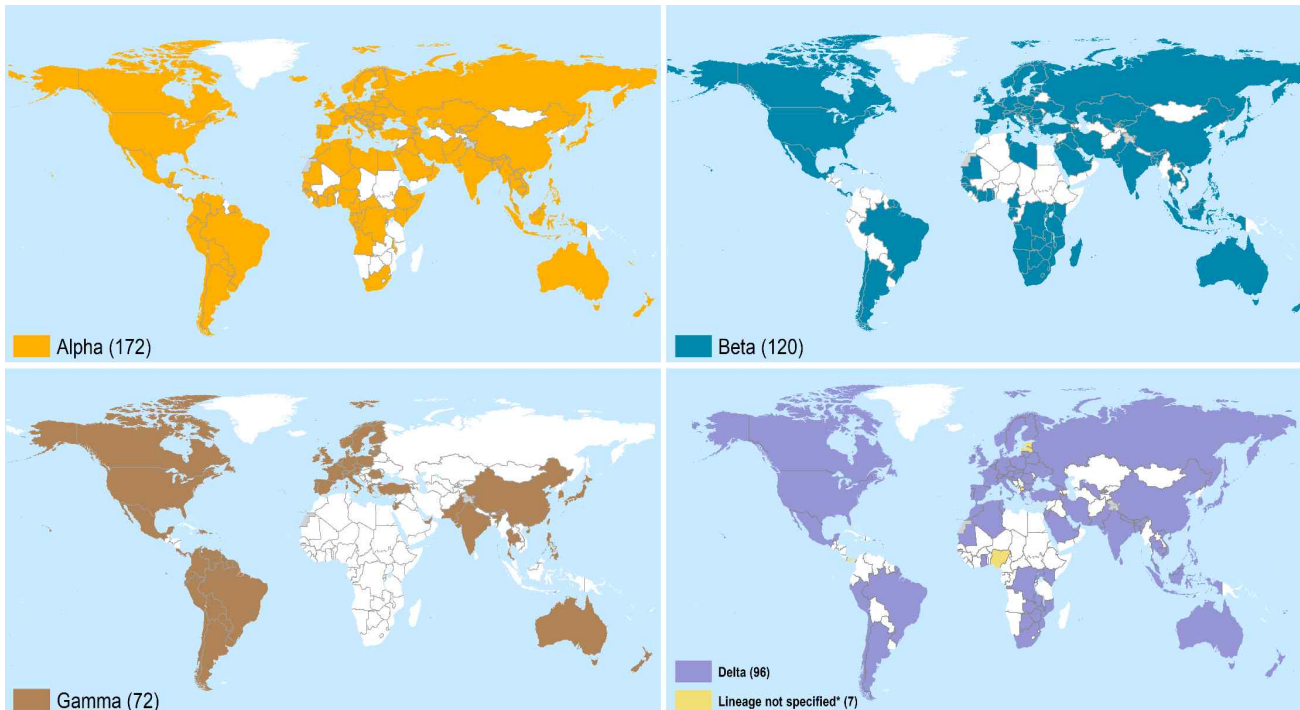 Alpha (172)
Beta (120)
Gamma (72)
Delta (96)
Lineage not specified* (7)